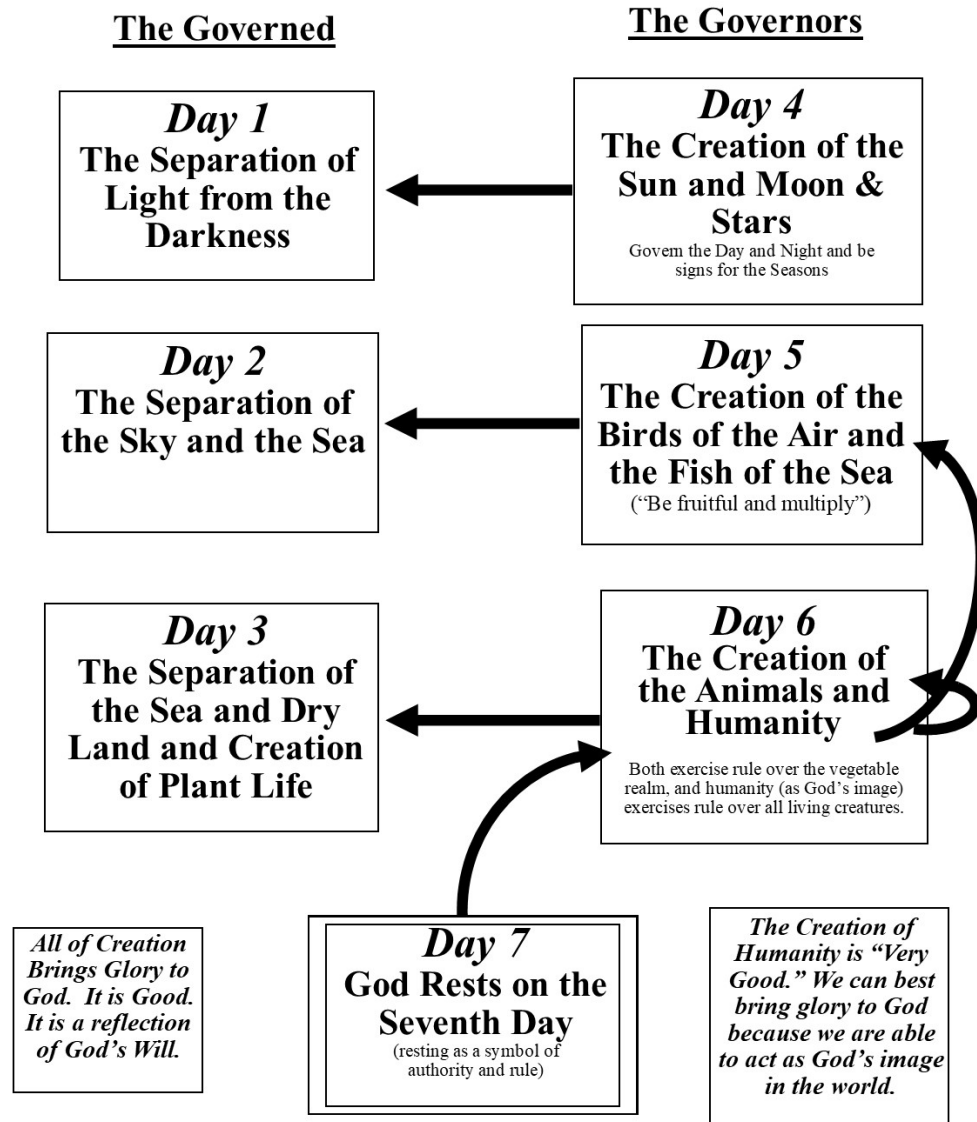 The Governed
The Governors
Day 1
The Separation of
Light from the
Darkness
Day 4
The Creation of the
Sun and Moon &
Stars
Govern the Day and Night and be
signs for the Seasons
Day 2
The Separation of
the Sky and the Sea
Day 5
The Creation of the
Birds of the Air and
the Fish of the Sea
(“Be fruitful and multiply”)
Day 3
The Separation of
the Sea and Dry
Land and Creation
of Plant Life
Day 6
The Creation of
the Animals and
Humanity
Both exercise rule over the vegetable
realm, and humanity (as God’s image)
exercises rule over all living creatures.
All of Creation
Brings Glory to
God.  It is Good.
It is a reflection
of God’s Will.
Day 7
God Rests on the
Seventh Day
(resting as a symbol of
authority and rule)
The Creation of
Humanity is “Very
Good.” We can best
bring glory to God
because we are able
to act as God’s image
in the world.